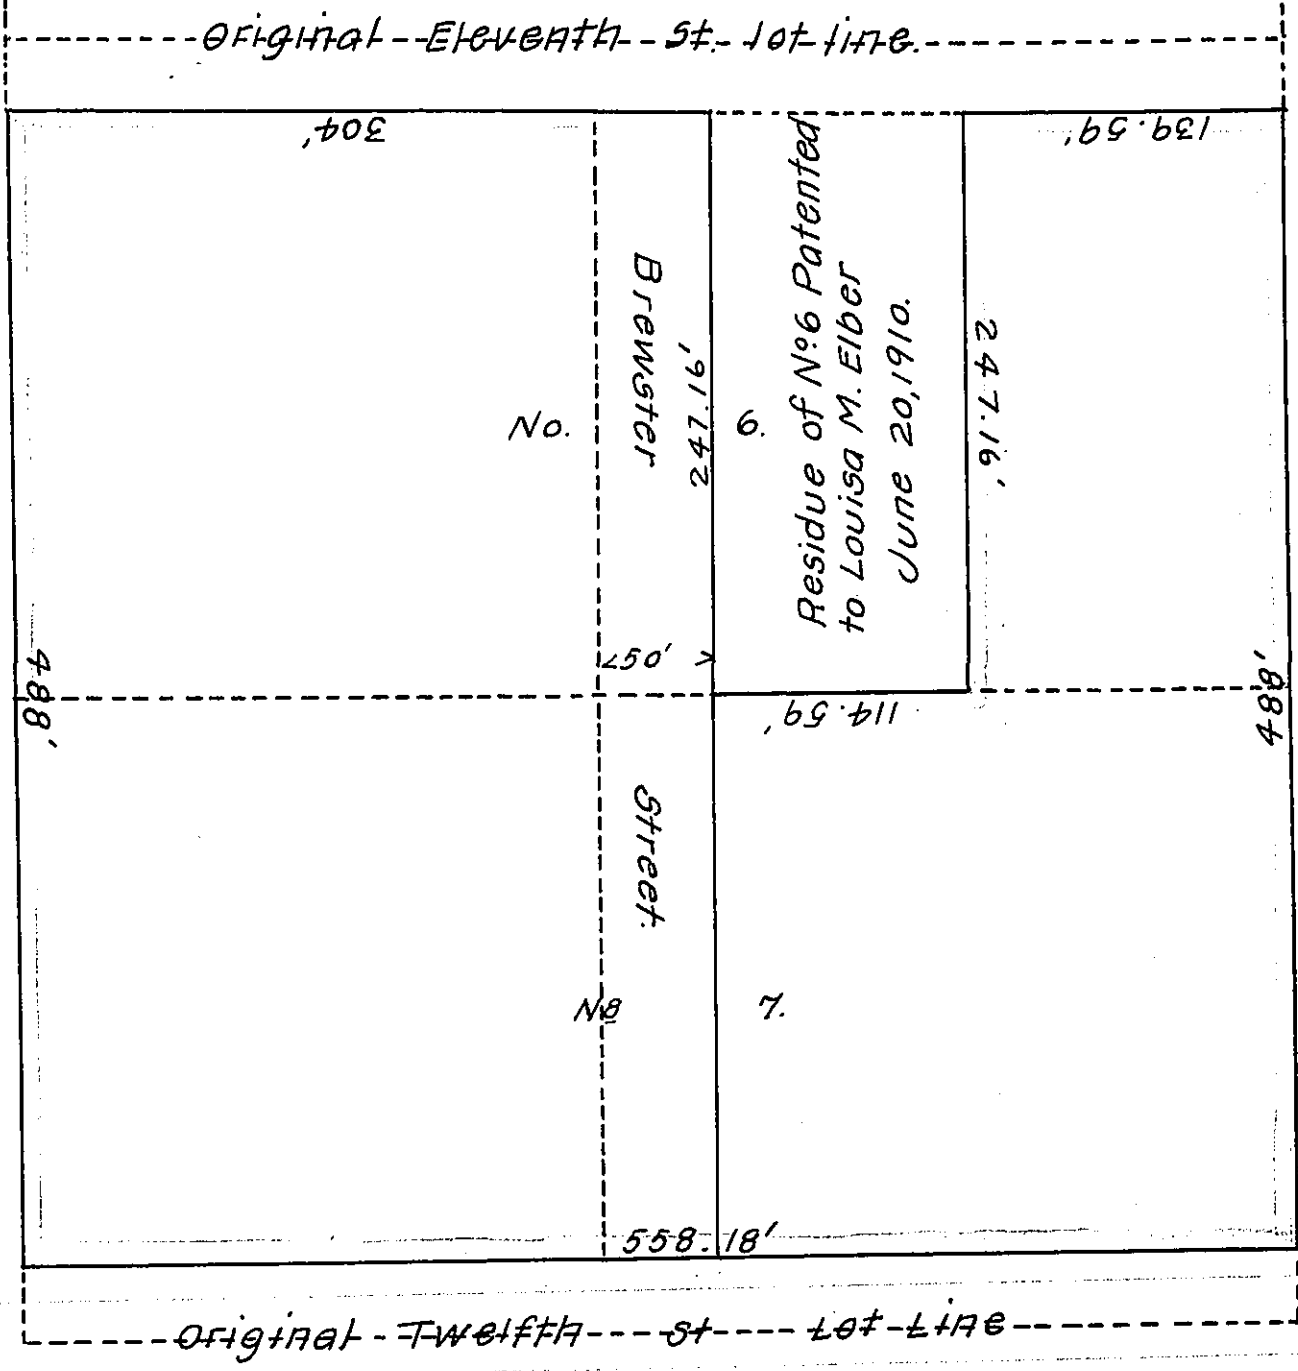 Original Eleventh St. lot line.
304'
139.59'
Residue of Nº6 Patented
to Louisa M. Elber
June 20, 1910.
Brewster
247.16'
247.16'
No. 6.
50'
114.59'
488'
488'
Street.
Nº 7.
558.18'
Original Twelfth St Lot Line